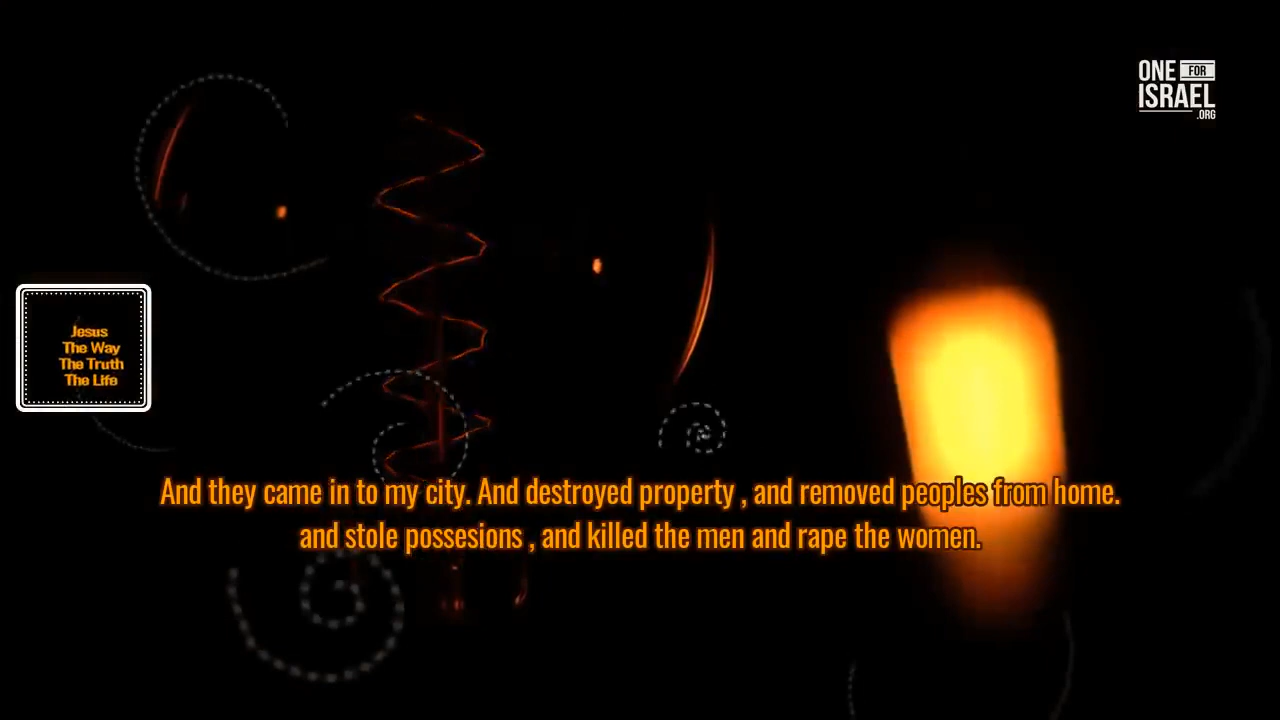 ONE FOR
ISRAEL
.ORG
Jesus
The Way
The Truth
The Life
And they came in to my city. And destroyed property , and removed peoples from home.
and stole possesions , and killed the men and rape the women.